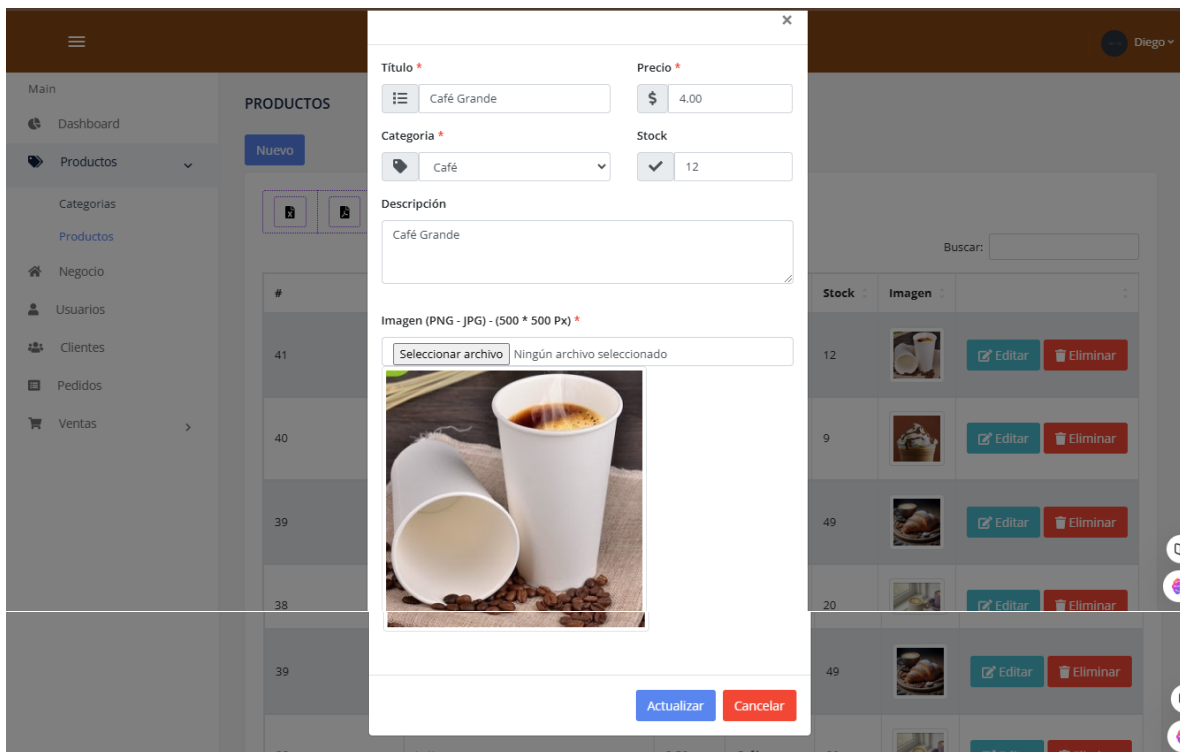 ×
Diego
Main
Dashboard
Productos
Categorias
Productos
Negocio
Usuarios
Clientes
Pedidos
Ventas
PRODUCTOS
Nuevo
Título *
Precio *
Café Grande
$ 4.00
Categoria *
Stock
Café
12
Descripción
Café Grande
Imagen (PNG - JPG) - (500 * 500 Px) *
Seleccionar archivo Ningún archivo seleccionado
Buscar:
# Stock Imagen
41 12 Editar Eliminar
40 9 Editar Eliminar
39 49 Editar Eliminar
38 20 Editar Eliminar
39 49 Editar Eliminar
Actualizar Cancelar